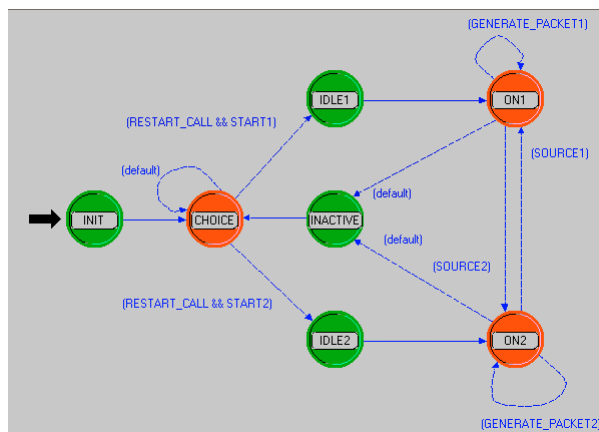 (GENERATE_PACKET1)
IDLE1
ON1
(RESTART_CALL && START1)
(SOURCE1)
(default)
(default)
INIT
CHOICE
INACTIVE
(default)
(SOURCE2)
(RESTART_CALL && START2)
IDLE2
ON2
(GENERATE_PACKET2)